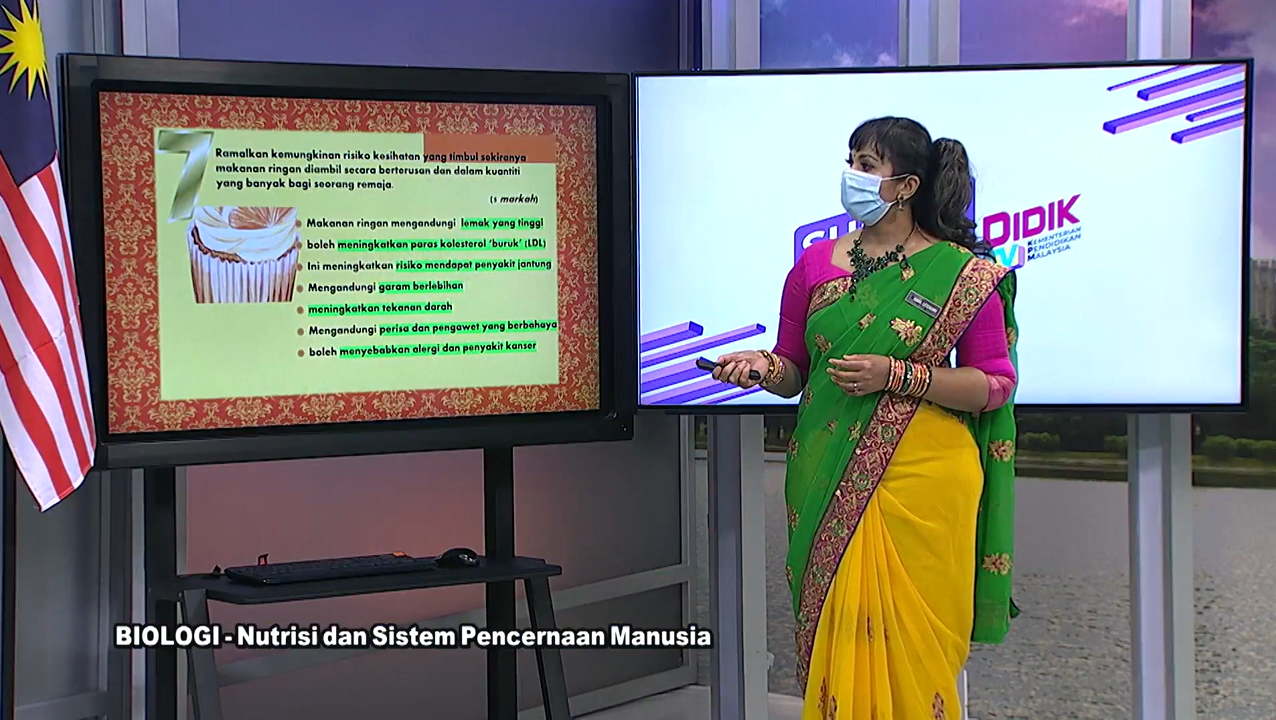 7
Ramalkan kemungkinan risiko kesihatan yang timbul sekiranya
makanan ringan diambil secara berterusan dan dalam kuantiti
yang banyak bagi seorang remaja.
(5 markah)
Makanan ringan mengandungi lemak yang tinggi
boleh meningkatkan paras kolesterol ‘buruk’ (LDL)
Ini meningkatkan risiko mendapat penyakit jantung
Mengandungi garam berlebihan
meningkatkan tekanan darah
Mengandungi perisa dan pengawet yang berbahaya
boleh menyebabkan alergi dan penyakit kanser
DIDIK
KEMENTERIAN
PENDIDIKAN
MALAYSIA
BIOLOGI - Nutrisi dan Sistem Pencernaan Manusia